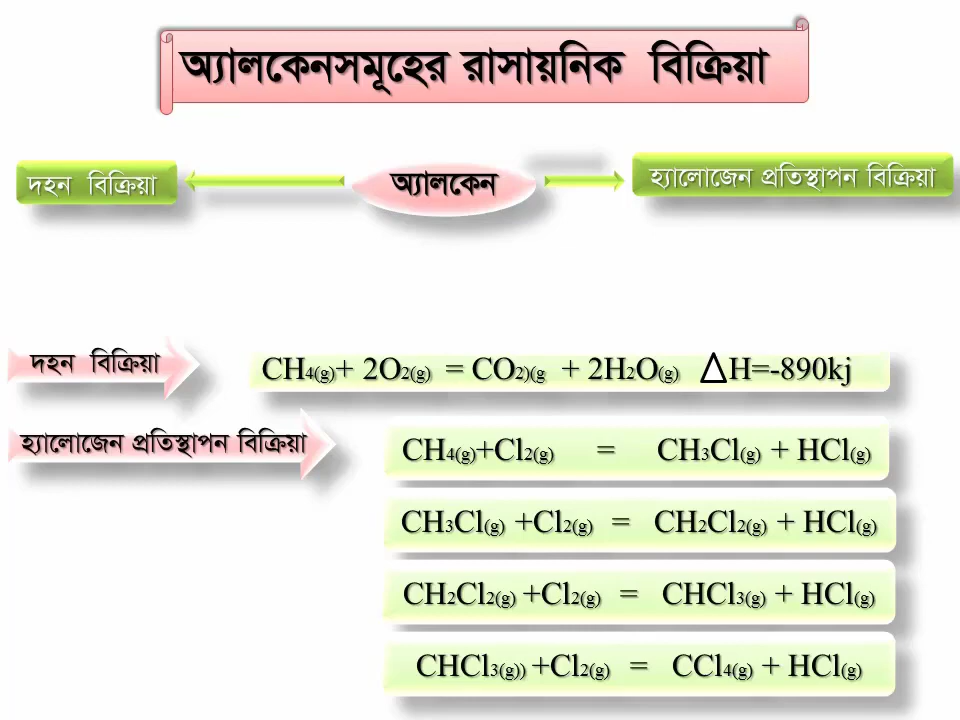 অ্যালকেনসমূহের রাসায়নিক বিক্রিয়া
দহন বিক্রিয়া
অ্যালকেন
হ্যালোজেন প্রতিস্থাপন বিক্রিয়া
দহন বিক্রিয়া
CH4(g)+ 2O2(g) = CO2)(g + 2H2O(g) △H=-890kj
হ্যালোজেন প্রতিস্থাপন বিক্রিয়া
CH4(g)+Cl2(g) = CH3Cl(g) + HCl(g)
CH3Cl(g) +Cl2(g) = CH2Cl2(g) + HCl(g)
CH2Cl2(g) +Cl2(g) = CHCl3(g) + HCl(g)
CHCl3(g)) +Cl2(g) = CCl4(g) + HCl(g)